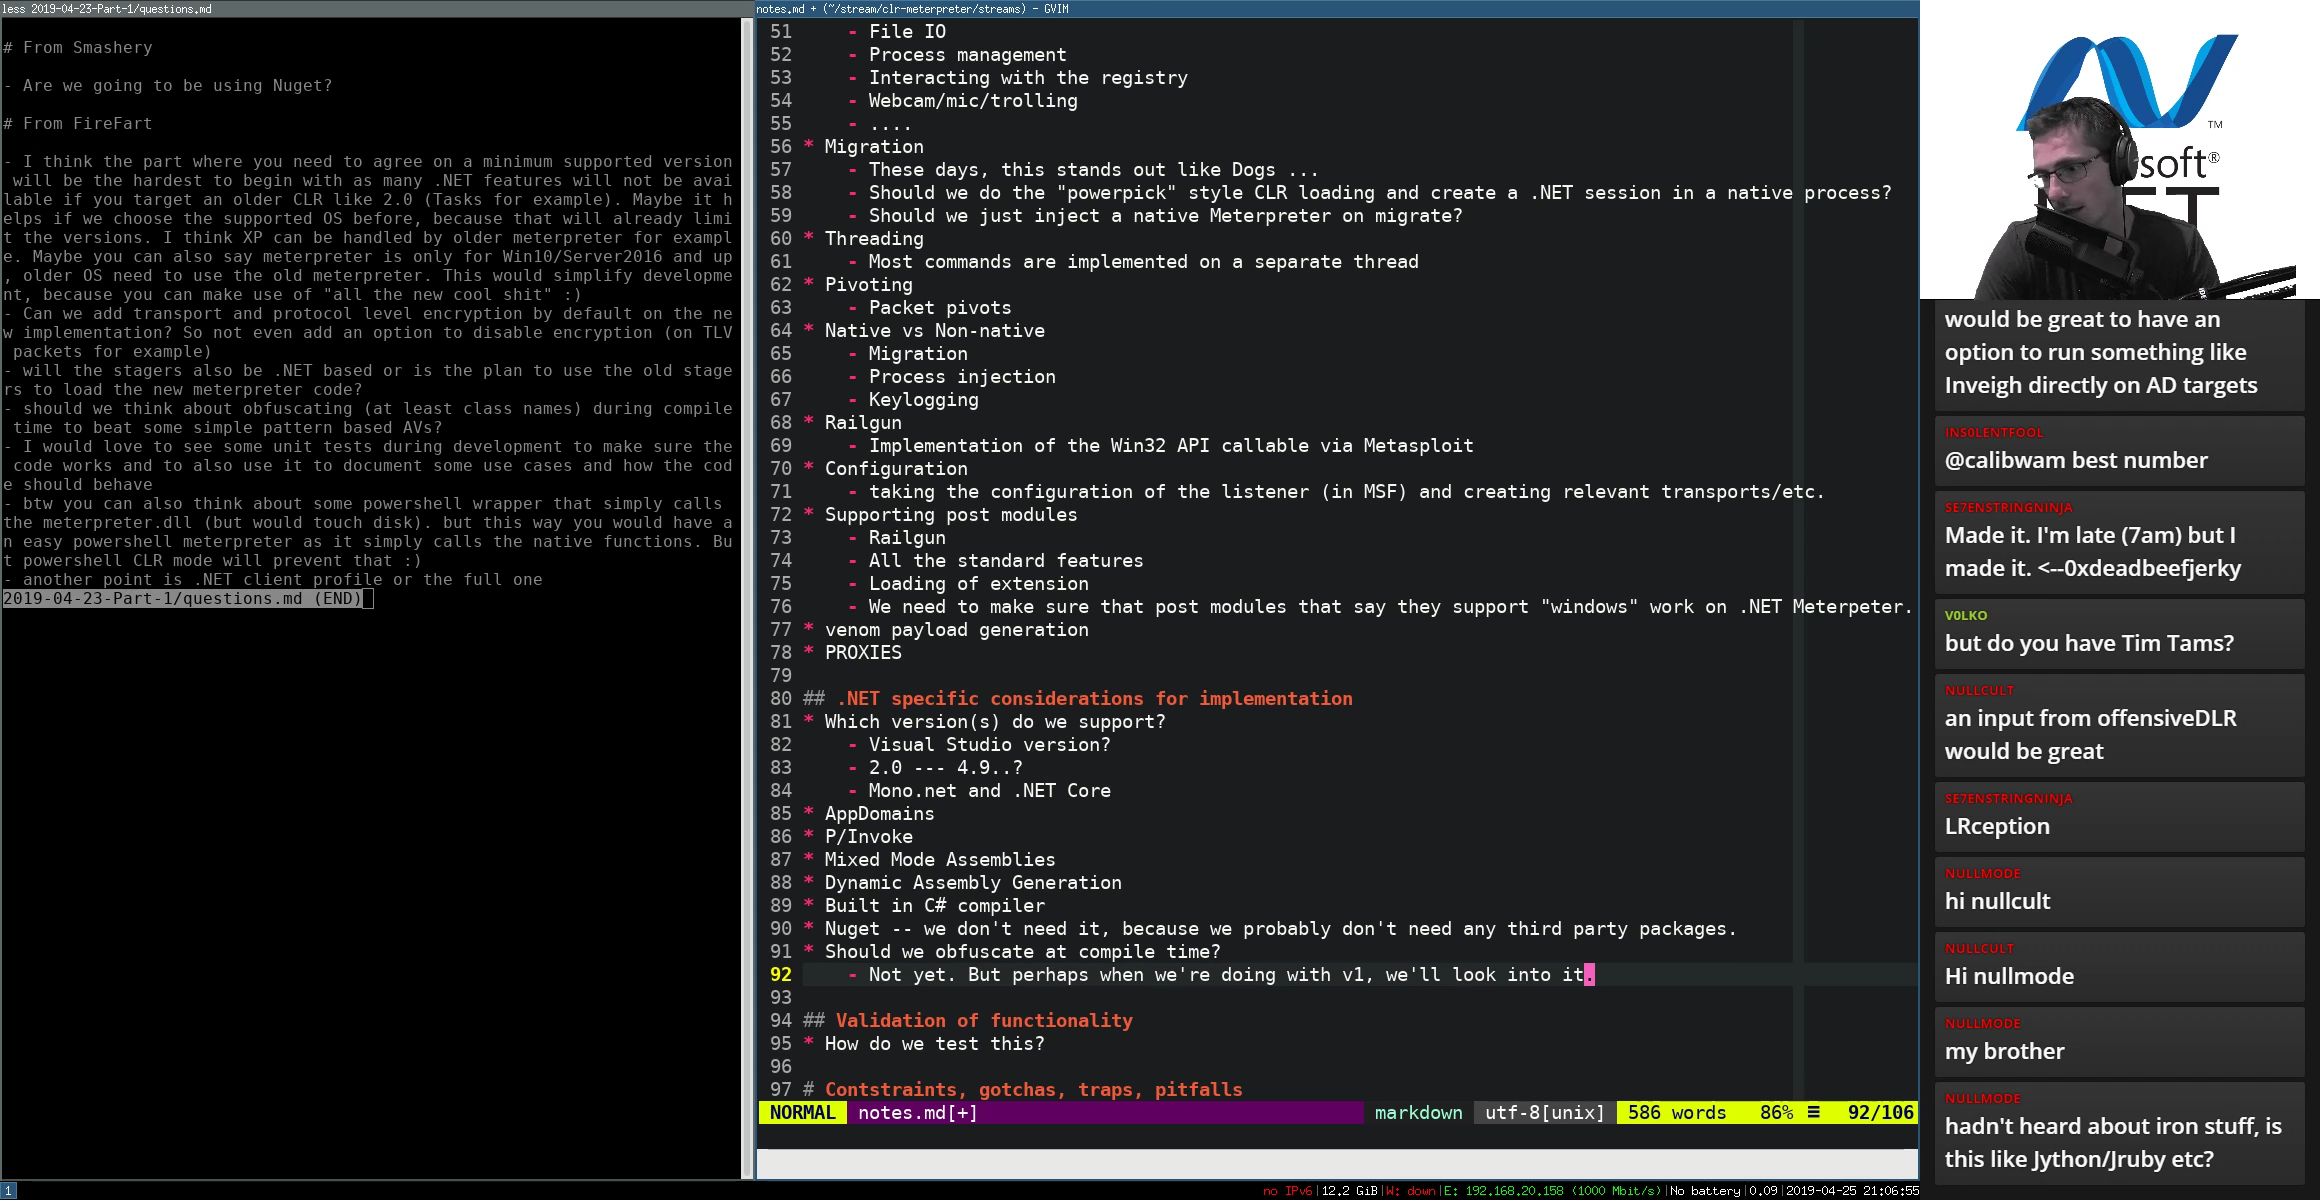 less 2019-04-23-Part-1/questions.md
# From Smashery
- Are we going to be using Nuget?
# From FireFart
- I think the part where you need to agree on a minimum supported version
 will be the hardest to begin with as many .NET features will not be avai
lable if you target an older CLR like 2.0 (Tasks for example). Maybe it h
elps if we choose the supported OS before, because that will already limi
t the versions. I think XP can be handled by older meterpreter for exampl
e. Maybe you can also say meterpreter is only for Win10/Server2016 and up
, older OS need to use the old meterpreter. This would simplify developme
nt, because you can make use of "all the new cool shit" :)
- Can we add transport and protocol level encryption by default on the ne
w implementation? So not even add an option to disable encryption (on TLV
 packets for example)
- will the stagers also be .NET based or is the plan to use the old stage
rs to load the new meterpreter code?
- should we think about obfuscating (at least class names) during compile
 time to beat some simple pattern based AVs?
- I would love to see some unit tests during development to make sure the
 code works and to also use it to document some use cases and how the cod
e should behave
- btw you can also think about some powershell wrapper that simply calls
the meterpreter.dll (but would touch disk). but this way you would have a
n easy powershell meterpreter as it simply calls the native functions. Bu
t powershell CLR mode will prevent that :)
- another point is .NET client profile or the full one
2019-04-23-Part-1/questions.md (END)
notes.md + (~/stream/clr-meterpreter/streams) - GVIM
51 - File IO
52 - Process management
53 - Interacting with the registry
54 - Webcam/mic/trolling
55 - ....
56 * Migration
57 - These days, this stands out like Dogs ...
58 - Should we do the "powerpick" style CLR loading and create a .NET session in a native process?
59 - Should we just inject a native Meterpreter on migrate?
60 * Threading
61 - Most commands are implemented on a separate thread
62 * Pivoting
63 - Packet pivots
64 * Native vs Non-native
65 - Migration
66 - Process injection
67 - Keylogging
68 * Railgun
69 - Implementation of the Win32 API callable via Metasploit
70 * Configuration
71 - taking the configuration of the listener (in MSF) and creating relevant transports/etc.
72 * Supporting post modules
73 - Railgun
74 - All the standard features
75 - Loading of extension
76 - We need to make sure that post modules that say they support "windows" work on .NET Meterpeter.
77 * venom payload generation
78 * PROXIES
79
80 ## .NET specific considerations for implementation
81 * Which version(s) do we support?
82 - Visual Studio version?
83 - 2.0 --- 4.9..?
84 - Mono.net and .NET Core
85 * AppDomains
86 * P/Invoke
87 * Mixed Mode Assemblies
88 * Dynamic Assembly Generation
89 * Built in C# compiler
90 * Nuget -- we don't need it, because we probably don't need any third party packages.
91 * Should we obfuscate at compile time?
92 - Not yet. But perhaps when we're doing with v1, we'll look into it.
93
94 ## Validation of functionality
95 * How do we test this?
96
97 # Contstraints, gotchas, traps, pitfalls
NORMAL notes.md[+] markdown utf-8[unix] 586 words 86% ≡ 92/106
TM
soft®
would be great to have an
option to run something like
Inveigh directly on AD targets
INS0LENTFOOL
@calibwam best number
SE7ENSTRINGNINJA
Made it. I'm late (7am) but I
made it. <--0xdeadbeefjerky
V0LKO
but do you have Tim Tams?
NULLCULT
an input from offensiveDLR
would be great
SE7ENSTRINGNINJA
LRception
NULLMODE
hi nullcult
NULLCULT
Hi nullmode
NULLMODE
my brother
NULLMODE
hadn't heard about iron stuff, is
this like Jython/Jruby etc?
1
no IPv6|12.2 GiB|W: down|E: 192.168.20.158 (1000 Mbit/s)|No battery|0.09|2019-04-25 21:06:55